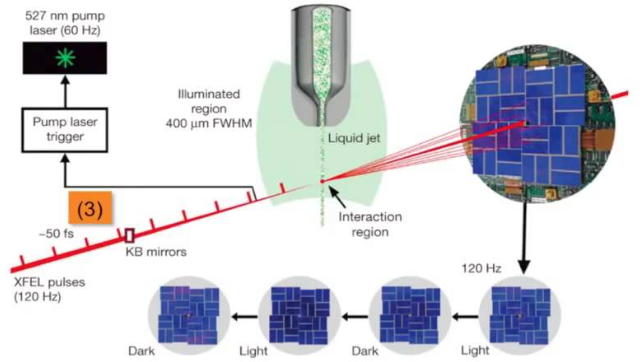 527 nm pump
laser (60 Hz)
Pump laser
trigger
Illuminated
region
400 µm FWHM
Liquid jet
(3)
Interaction
region
~50 fs
KB mirrors
XFEL pulses
(120 Hz)
120 Hz
Dark
Light
Dark
Light